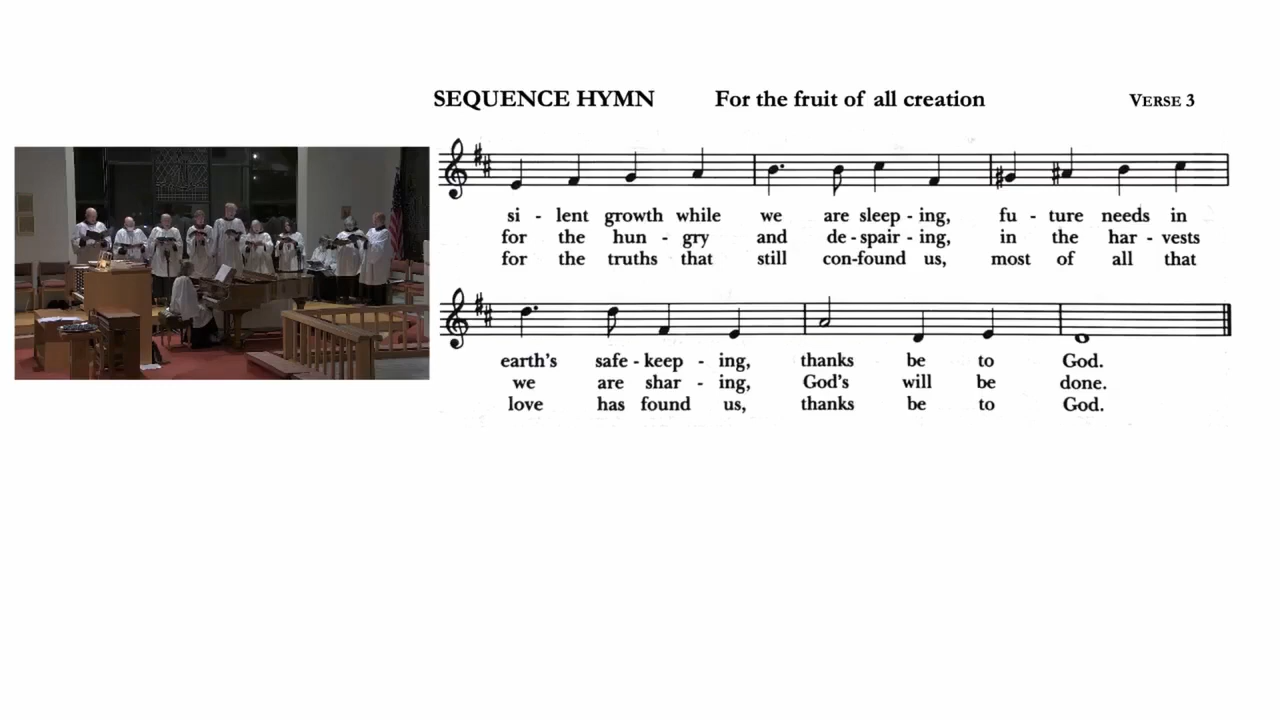 SEQUENCE HYMN For the fruit of all creation VERSE 3
si - lent growth while we are sleep - ing, fu - ture needs in
for the hun - gry and de - spair - ing, in the har - vests
for the truths that still con-found us, most of all that
earth's safe - keep - ing, thanks be to God.
we are shar - ing, God's will be done.
love has found us, thanks be to God.